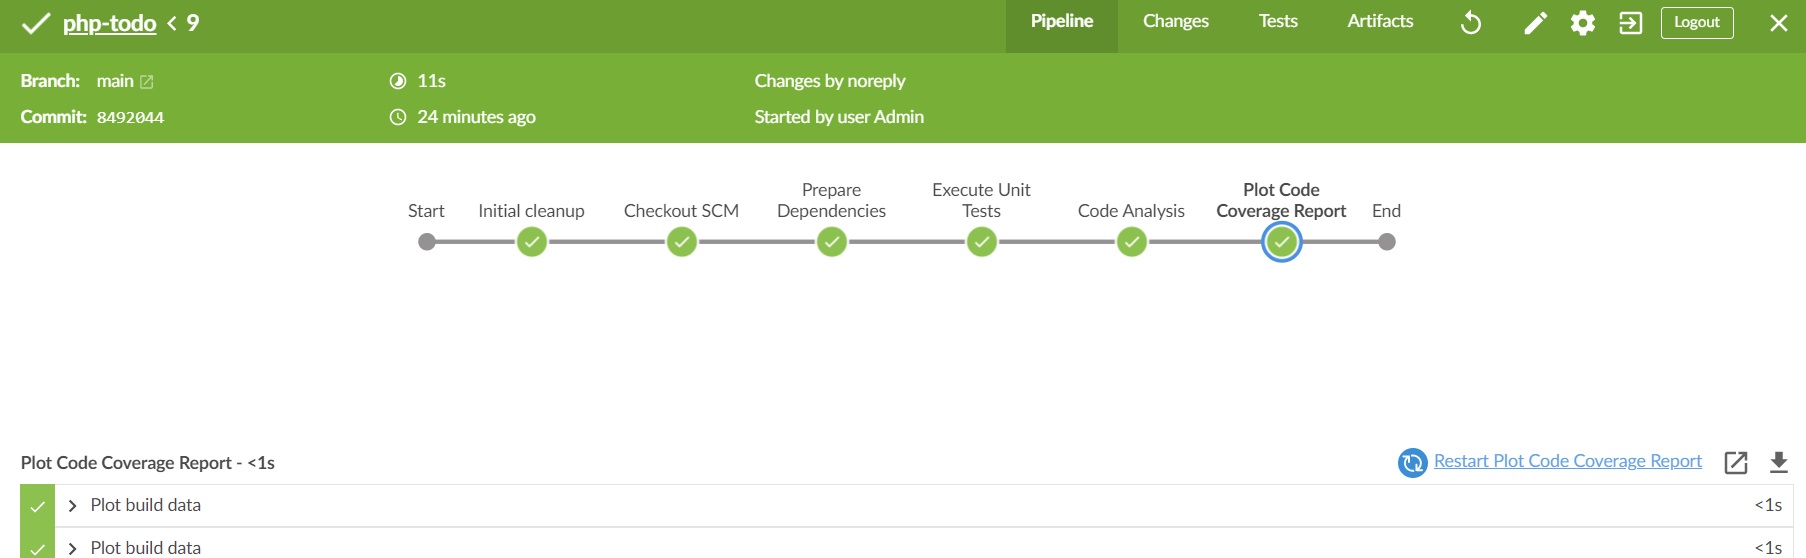 php-todo < 9
Pipeline Changes Tests Artifacts Logout
Branch: main 11s Changes by noreply
Commit: 8492044 24 minutes ago Started by user Admin
Start
Initial cleanup
Checkout SCM
Prepare
Dependencies
Execute Unit
Tests
Code Analysis
Plot Code
Coverage Report
End
Plot Code Coverage Report - <1s Restart Plot Code Coverage Report
Plot build data <1s
Plot build data <1s